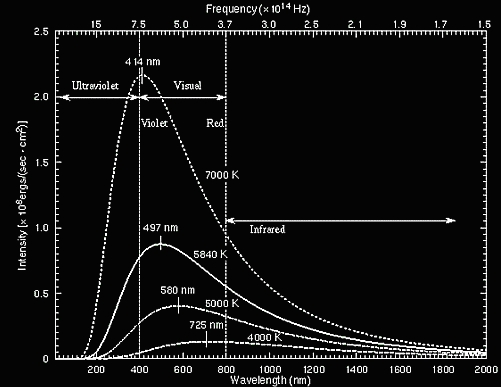 Frequency (×10¹⁴ Hz)
15 7.5 5.0 3.7 3.0 2.5 2.1 1.9 1.7 1.5
2.5
414 nm
Ultraviolet Visual
2.0
Violet Red
1.5
7000 K
Intensity [× 10⁸ergs/(sec · cm²)]
1.0
497 nm Infrared
5840 K
580 nm
0.5
5000 K
725 nm
4000 K
0
0 200 400 600 800 1000 1200 1400 1600 1800 2000
Wavelength (nm)